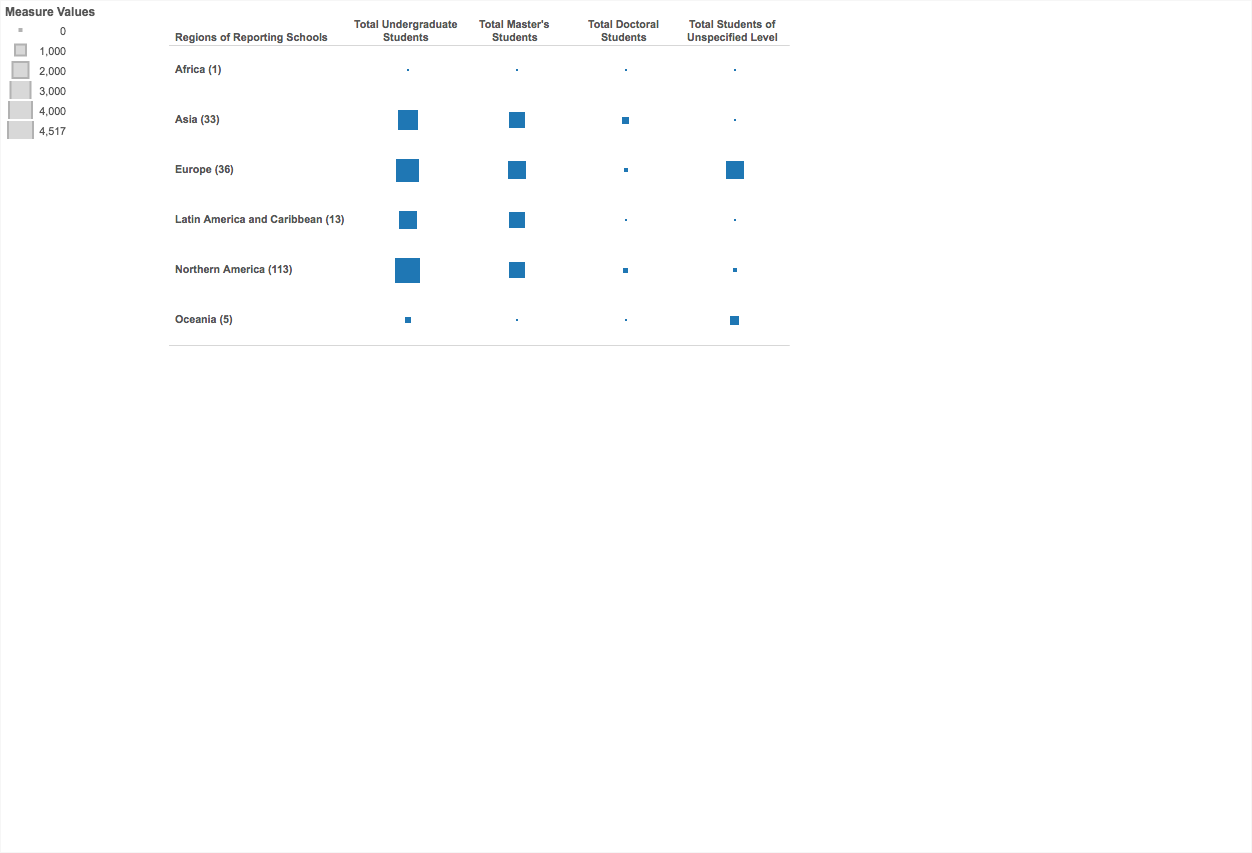 Measure Values
0
1,000
2,000
3,000
4,000
4,517
Total Undergraduate Total Master's Total Doctoral Total Students of
Regions of Reporting Schools Students Students Students Unspecified Level
Africa (1)
Asia (33)
Europe (36)
Latin America and Caribbean (13)
Northern America (113)
Oceania (5)